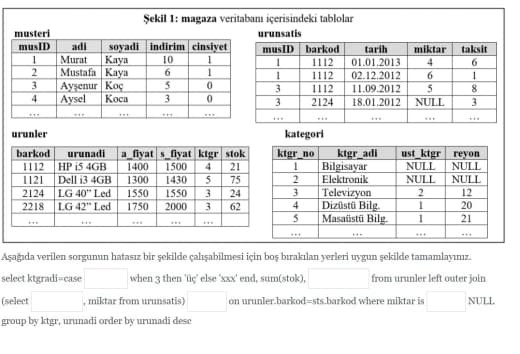 Şekil 1: magaza veritabanı içerisindeki tablolar
musteri
musID adi soyadi indirim cinsiyet
1 Murat Kaya 10 1
2 Mustafa Kaya 6 1
3 Ayşenur Koç 5 0
4 Aysel Koca 3 0
... ... ... ... ...
urunsatis
musID barkod tarih miktar taksit
1 1112 01.01.2013 4 6
1 1112 02.12.2012 6 1
3 1112 11.09.2012 5 8
3 2124 18.01.2012 NULL 3
... ... ... ... ...
urunler
barkod urunadi a_fiyat s_fiyat ktgr stok
1112 HP i5 4GB 1400 1500 4 21
1121 Dell i3 4GB 1300 1430 5 75
2124 LG 40" Led 1550 1550 3 24
2218 LG 42" Led 1750 2000 3 62
... ... ... ... ... ...
kategori
ktgr_no ktgr_adi ust_ktgr reyon
1 Bilgisayar NULL NULL
2 Elektronik NULL NULL
3 Televizyon 2 12
4 Dizüstü Bilg. 1 20
5 Masaüstü Bilg. 1 21
... ... ... ...
Aşağıda verilen sorgunun hatasız bir şekilde çalışabilmesi için boş bırakılan yerleri uygun şekilde tamamlayınız.
select ktgradi=case when 3 then 'üç' else 'xxx' end, sum(stok), from urunler left outer join
(select , miktar from urunsatis) on urunler.barkod=sts.barkod where miktar is NULL
group by ktgr, urunadi order by urunadi desc